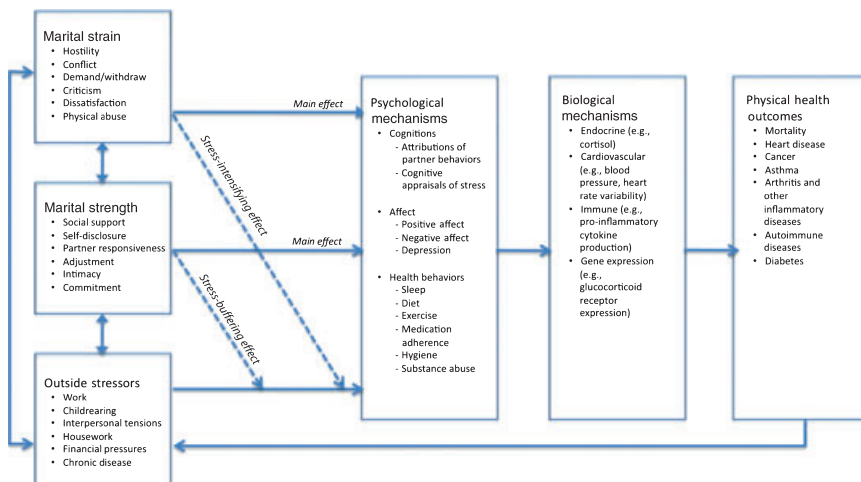 Marital strain
• Hostility
• Conflict
• Demand/withdraw
• Criticism
• Dissatisfaction
• Physical abuse
Marital strength
• Social support
• Self-disclosure
• Partner responsiveness
• Adjustment
• Intimacy
• Commitment
Outside stressors
• Work
• Childrearing
• Interpersonal tensions
• Housework
• Financial pressures
• Chronic disease
Main effect
Stress-intensifying effect
Main effect
Stress-buffering effect
Psychological
mechanisms
• Cognitions
- Attributions of
partner behaviors
- Cognitive
appraisals of stress
• Affect
- Positive affect
- Negative affect
- Depression
• Health behaviors
- Sleep
- Diet
- Exercise
- Medication
adherence
- Hygiene
- Substance abuse
Biological
mechanisms
• Endocrine (e.g.,
cortisol)
• Cardiovascular
(e.g., blood
pressure, heart
rate variability)
• Immune (e.g.,
pro-inflammatory
cytokine
production)
• Gene expression
(e.g.,
glucocorticoid
receptor
expression)
Physical health
outcomes
• Mortality
• Heart disease
• Cancer
• Asthma
• Arthritis and
other
inflammatory
diseases
• Autoimmune
diseases
• Diabetes